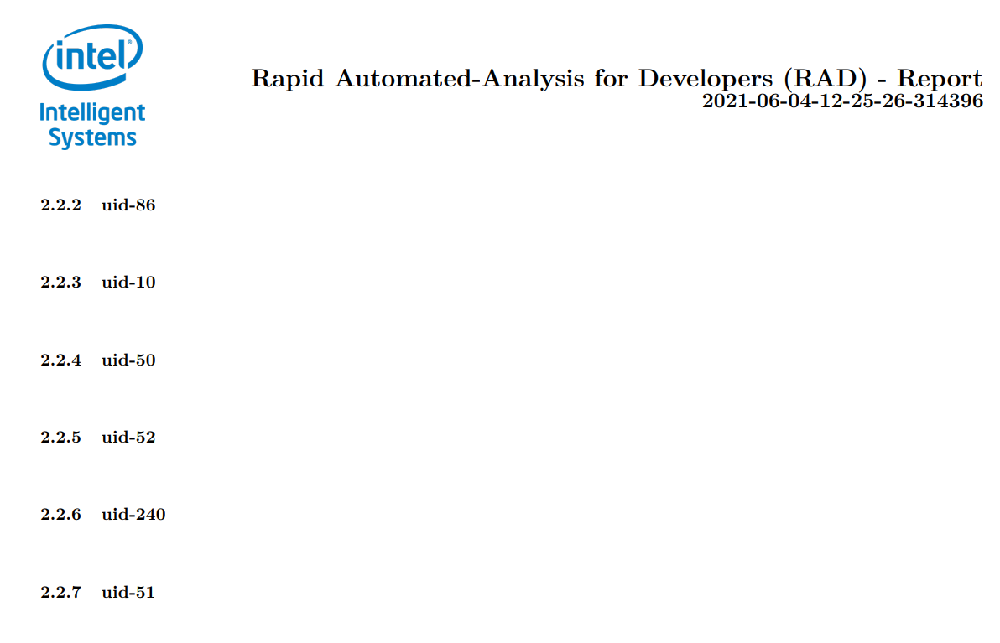 intel®
Intelligent
Systems
Rapid Automated-Analysis for Developers (RAD) - Report
2021-06-04-12-25-26-314396
2.2.2 uid-86
2.2.3 uid-10
2.2.4 uid-50
2.2.5 uid-52
2.2.6 uid-240
2.2.7 uid-51